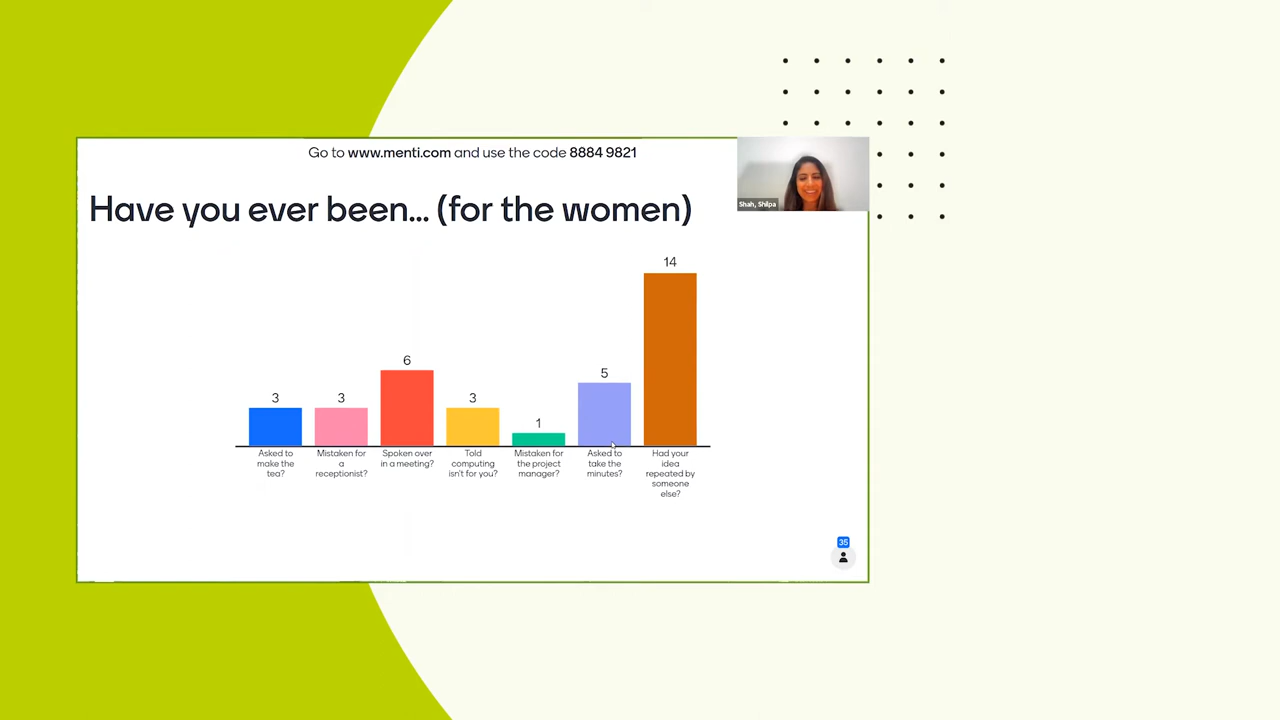 Go to www.menti.com and use the code 8884 9821
Shah, Shilpa
Have you ever been... (for the women)
3
3
6
3
1
5
14
Asked to
make the
tea?
Mistaken for
a
receptionist?
Spoken over
in a meeting?
Told
computing
isn't for you?
Mistaken for
the project
manager?
Asked to
take the
minutes?
Had your
idea
repeated by
someone
else?
35